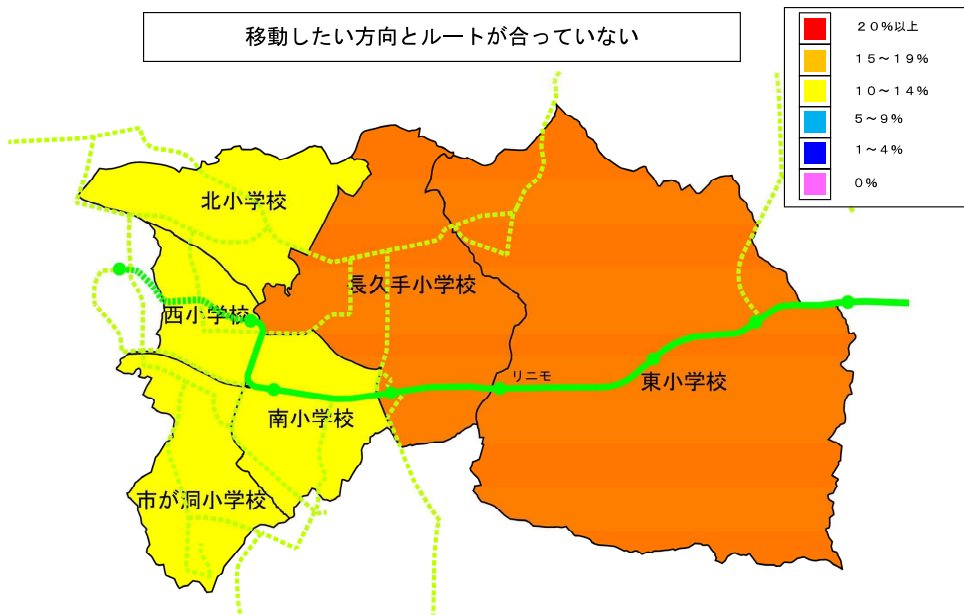 移動したい方向とルートが合っていない
２０％以上
１５～１９％
１０～１４％
５～９％
１～４％
０％
北小学校
長久手小学校
西小学校
リニモ
東小学校
南小学校
市が洞小学校